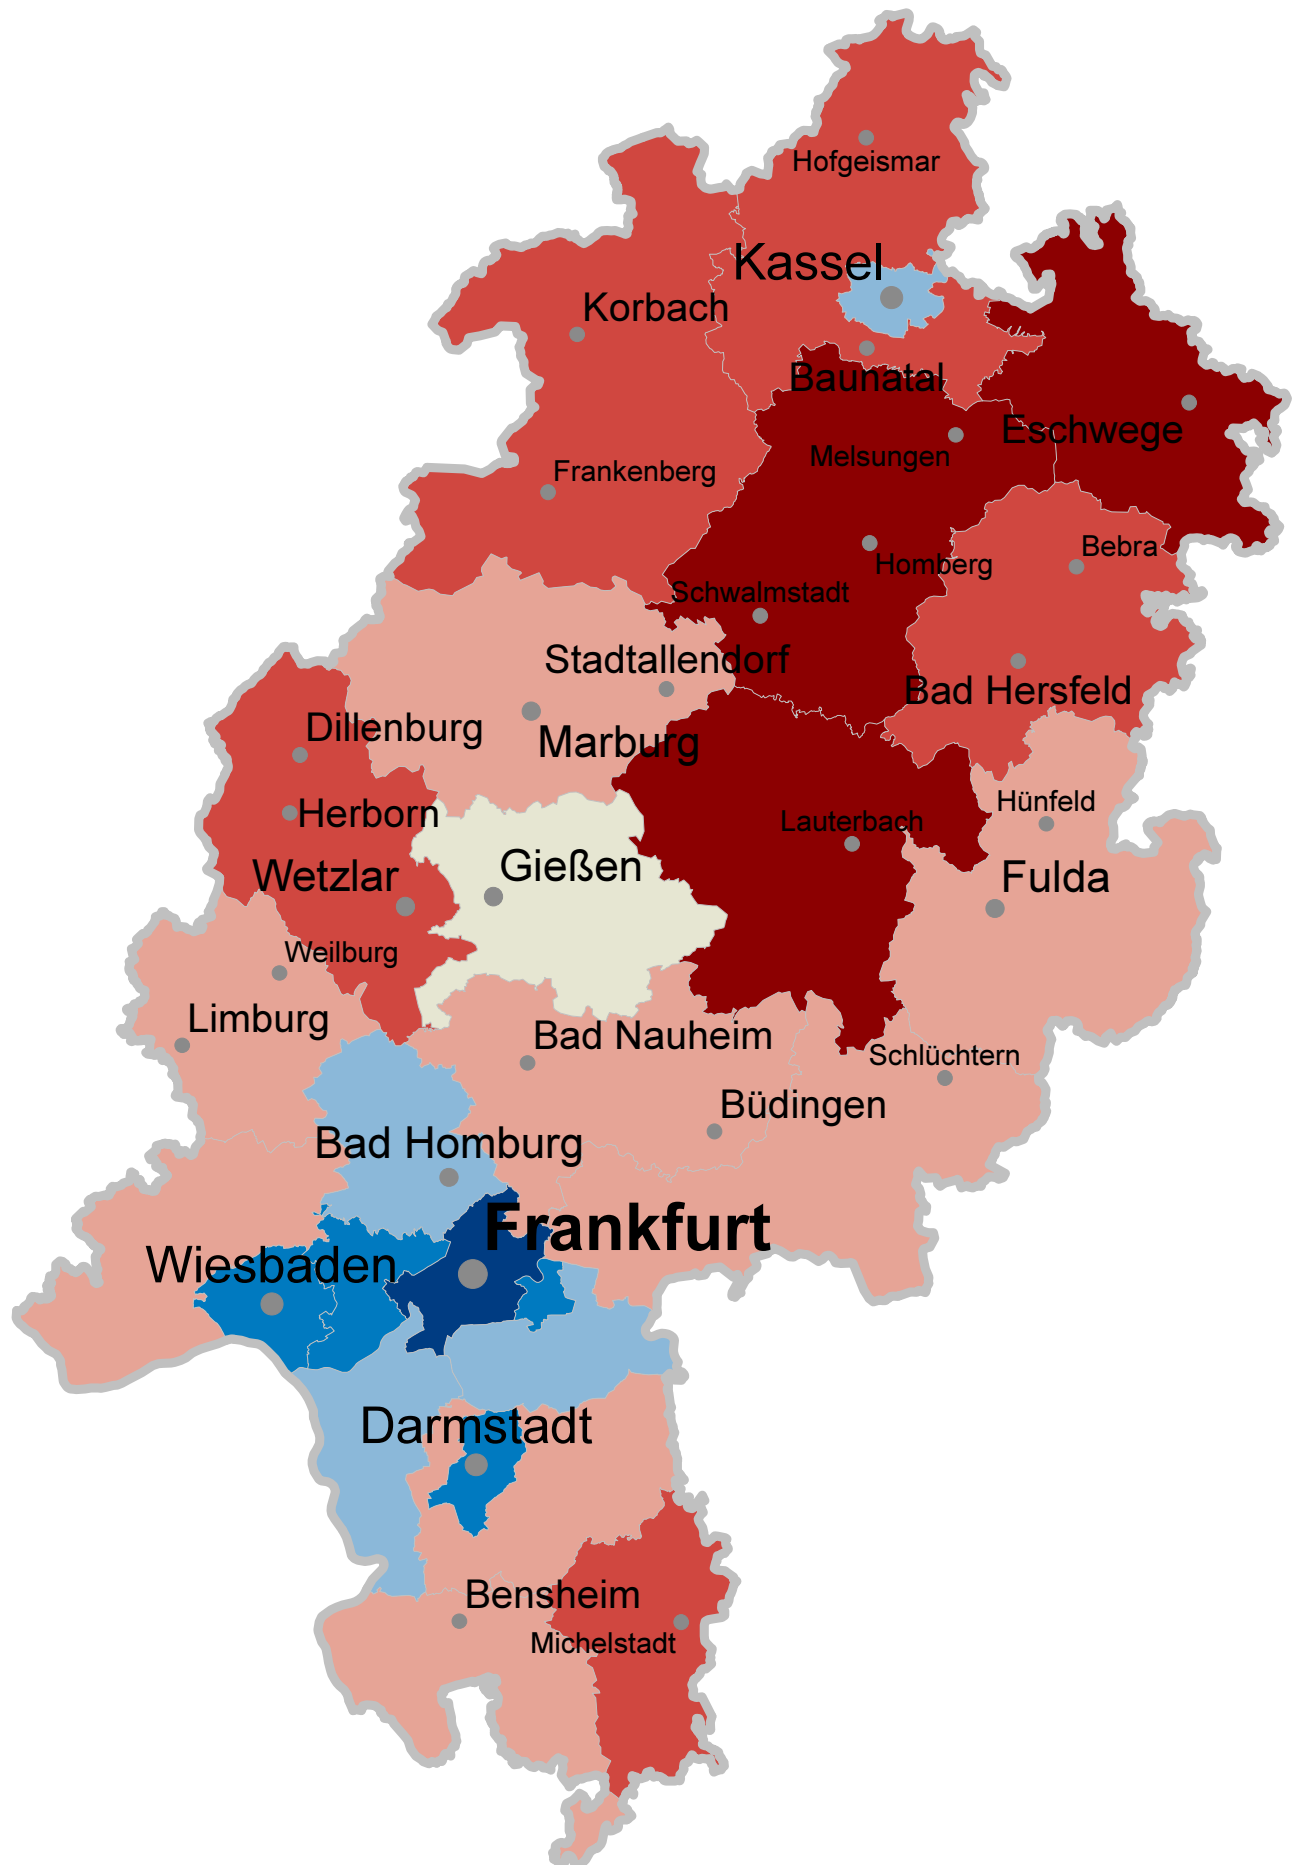 Hofgeismar
Kassel
Korbach
Baunatal
Eschwege
Melsungen
Frankenberg
Bebra
Homberg
Schwalmstadt
Stadtallendorf
Bad Hersfeld
Dillenburg
Marburg
Hünfeld
Herborn
Lauterbach
Gießen
Wetzlar
Fulda
Weilburg
Limburg
Bad Nauheim
Schlüchtern
Büdingen
Bad Homburg
Frankfurt
Wiesbaden
Darmstadt
Bensheim
Michelstadt